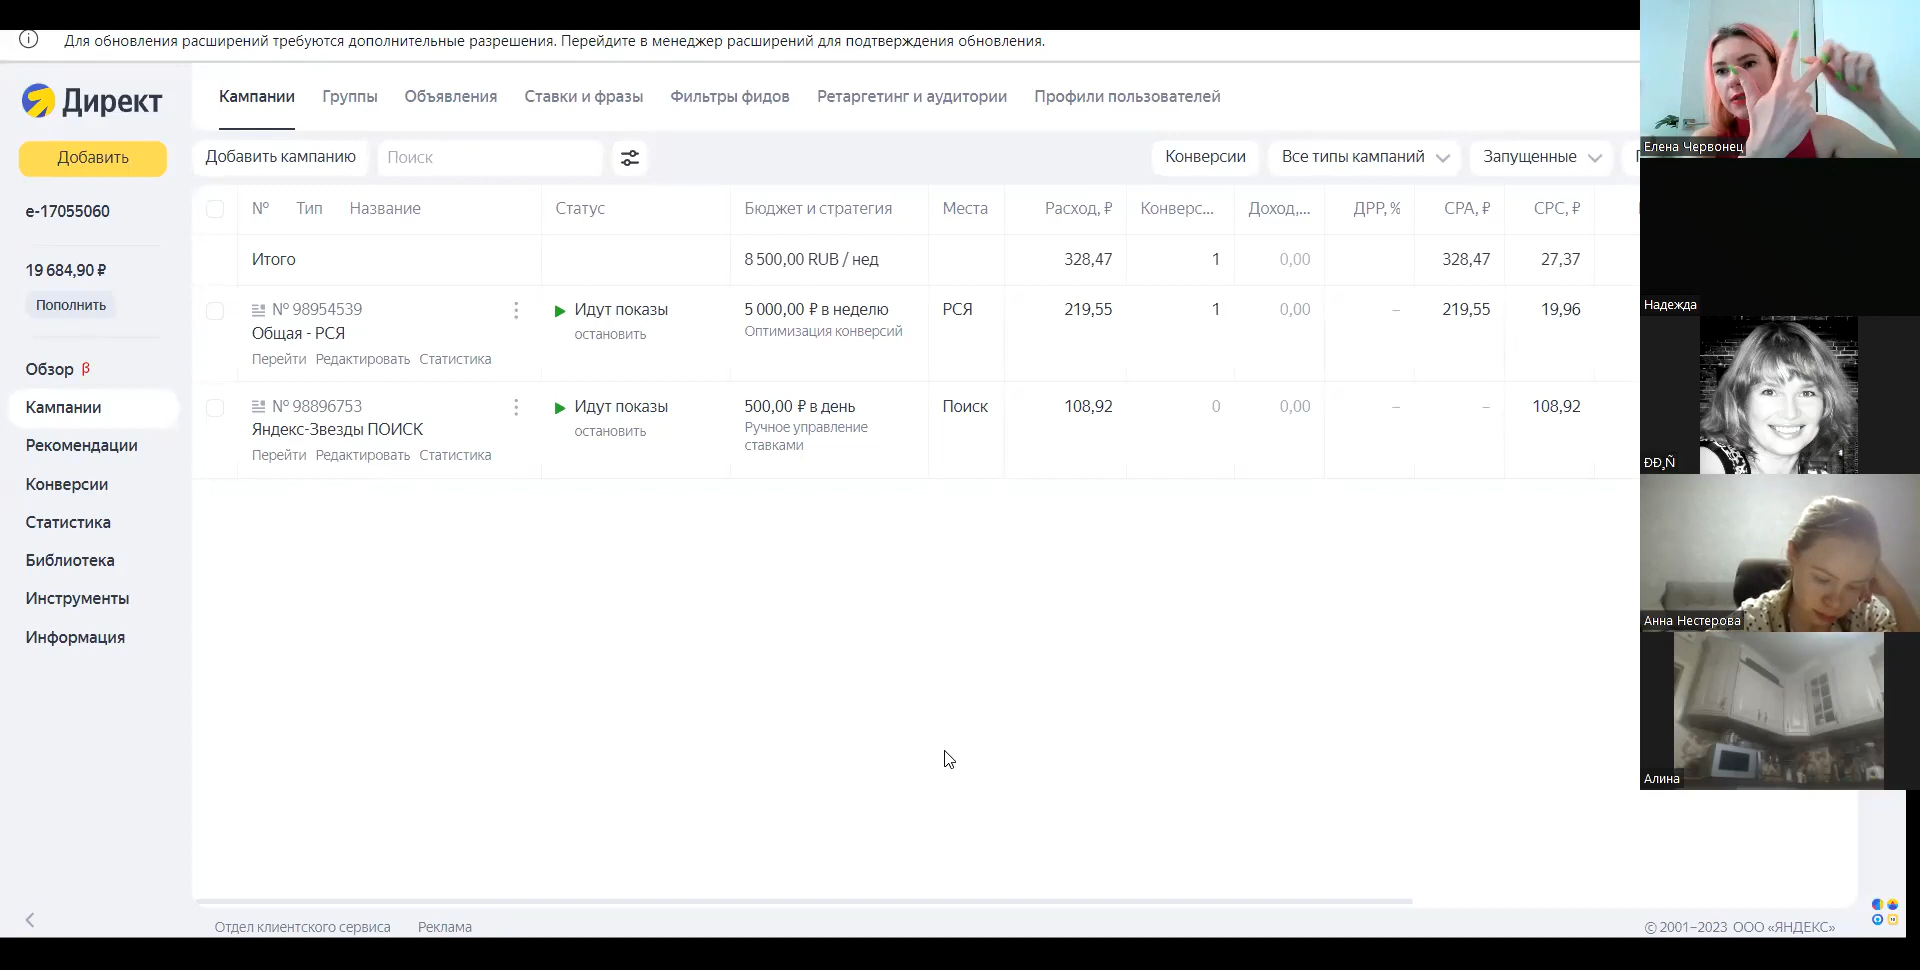 Для обновления расширений требуются дополнительные разрешения. Перейдите в менеджер расширений для подтверждения обновления.
Директ
Кампании Группы Объявления Ставки и фразы Фильтры фидов Ретаргетинг и аудитории Профили пользователей
Добавить
Добавить кампанию Поиск Конверсии Все типы кампаний Запущенные
e-17055060
№ Тип Название Статус Бюджет и стратегия Места Расход, ₽ Конверс... Доход,... ДРР, % CPA, ₽ CPC, ₽
19 684,90 ₽
Пополнить
Итого 8 500,00 RUB / нед 328,47 1 0,00 328,47 27,37
№ 98954539 Идут показы 5 000,00 ₽ в неделю РСЯ 219,55 1 0,00 – 219,55 19,96
Общая - РСЯ остановить Оптимизация конверсий
Перейти Редактировать Статистика
№ 98896753 Идут показы 500,00 ₽ в день Поиск 108,92 0 0,00 – – 108,92
Яндекс-Звезды ПОИСК остановить Ручное управление
ставками
Перейти Редактировать Статистика
Обзор β
Кампании
Рекомендации
Конверсии
Статистика
Библиотека
Инструменты
Информация
Отдел клиентского сервиса Реклама © 2001–2023 ООО «ЯНДЕКС»
Елена Червонец
Надежда
ÐÐ¸Ñ
Анна Нестерова
Алина